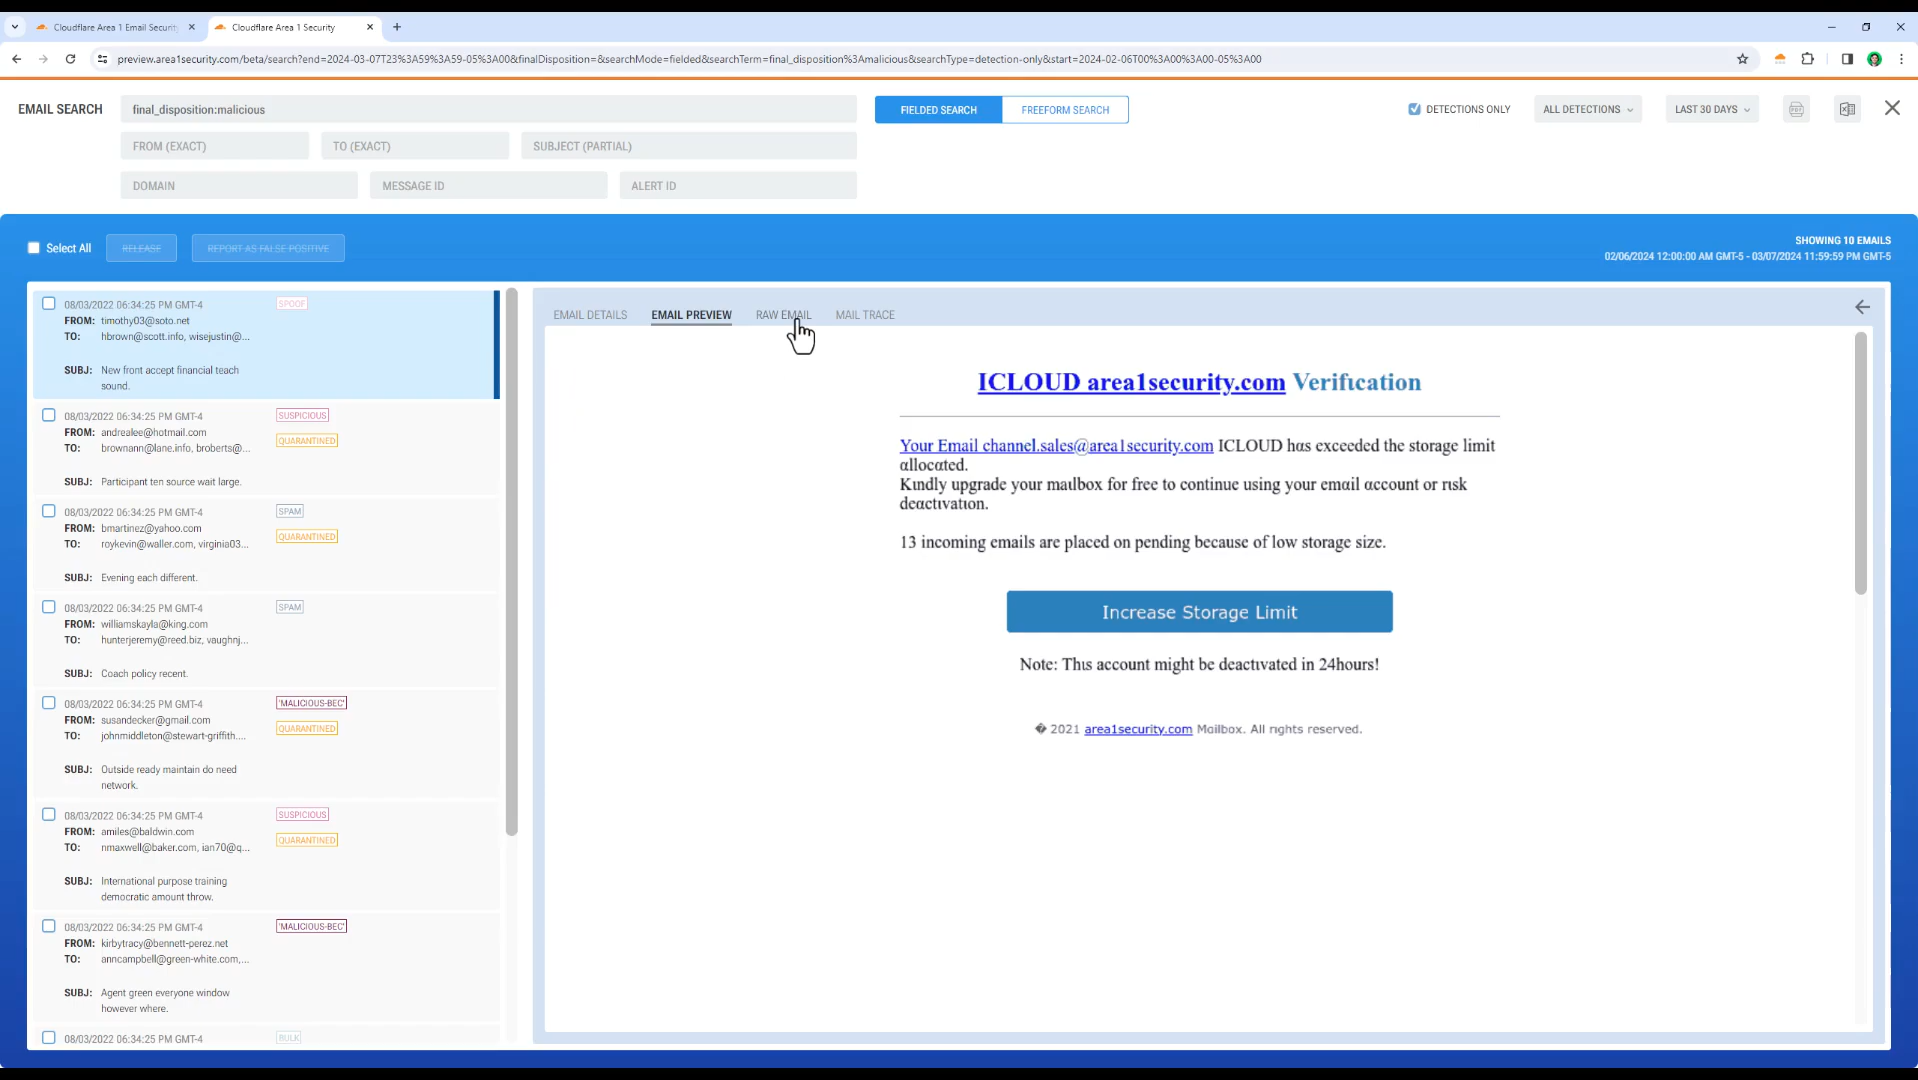 Cloudflare Area 1 Email Security
Cloudflare Area 1 Security
preview.area1security.com/beta/search?end=2024-03-07T23%3A59%3A59-05%3A00&finalDisposition=&searchMode=fielded&searchTerm=final_disposition%3Amalicious&searchType=detection-only&start=2024-02-06T00%3A00%3A00-05%3A00
EMAIL SEARCH
final_disposition:malicious
FIELDED SEARCH
FREEFORM SEARCH
DETECTIONS ONLY
ALL DETECTIONS
LAST 30 DAYS
FROM (EXACT)
TO (EXACT)
SUBJECT (PARTIAL)
DOMAIN
MESSAGE ID
ALERT ID
Select All
RELEASE
REPORT AS FALSE POSITIVE
SHOWING 10 EMAILS
02/06/2024 12:00:00 AM GMT-5 - 03/07/2024 11:59:59 PM GMT-5
08/03/2022 06:34:25 PM GMT-4 SPOOF
FROM: timothy03@soto.net
TO: hbrown@scott.info, wisejustin@...
SUBJ: New front accept financial teach
sound.
08/03/2022 06:34:25 PM GMT-4 SUSPICIOUS
FROM: andrealee@hotmail.com
QUARANTINED
TO: brownann@lane.info, broberts@...
SUBJ: Participant ten source wait large.
08/03/2022 06:34:25 PM GMT-4 SPAM
FROM: bmartinez@yahoo.com
QUARANTINED
TO: roykevin@waller.com, virginia03...
SUBJ: Evening each different.
08/03/2022 06:34:25 PM GMT-4 SPAM
FROM: williamskayla@king.com
TO: hunterjeremy@reed.biz, vaughnj...
SUBJ: Coach policy recent.
08/03/2022 06:34:25 PM GMT-4 'MALICIOUS-BEC'
FROM: susandecker@gmail.com
QUARANTINED
TO: johnmiddleton@stewart-griffith....
SUBJ: Outside ready maintain do need
network.
08/03/2022 06:34:25 PM GMT-4 SUSPICIOUS
FROM: amiles@baldwin.com
QUARANTINED
TO: nmaxwell@baker.com, ian70@q...
SUBJ: International purpose training
democratic amount throw.
08/03/2022 06:34:25 PM GMT-4 'MALICIOUS-BEC'
FROM: kirbytracy@bennett-perez.net
TO: anncampbell@green-white.com,...
SUBJ: Agent green everyone window
however where.
08/03/2022 06:34:25 PM GMT-4 BULK
EMAIL DETAILS
EMAIL PREVIEW
RAW EMAIL
MAIL TRACE
ICLOUD area1security.com Verifıcation
Your Email channel.sales@area1security.com ICLOUD hαs exceeded the storage limit
αllocαted.
Kındly upgrade your maılbox for free to continue using your emαil αccount or rısk
deαctıvatıon.
13 incoming emails are placed on pending because of low storage size.
Increase Storage Limit
Note: Thıs account might be deactıvated in 24hours!
� 2021 area1security.com Mαilbox. All rıghts reserved.